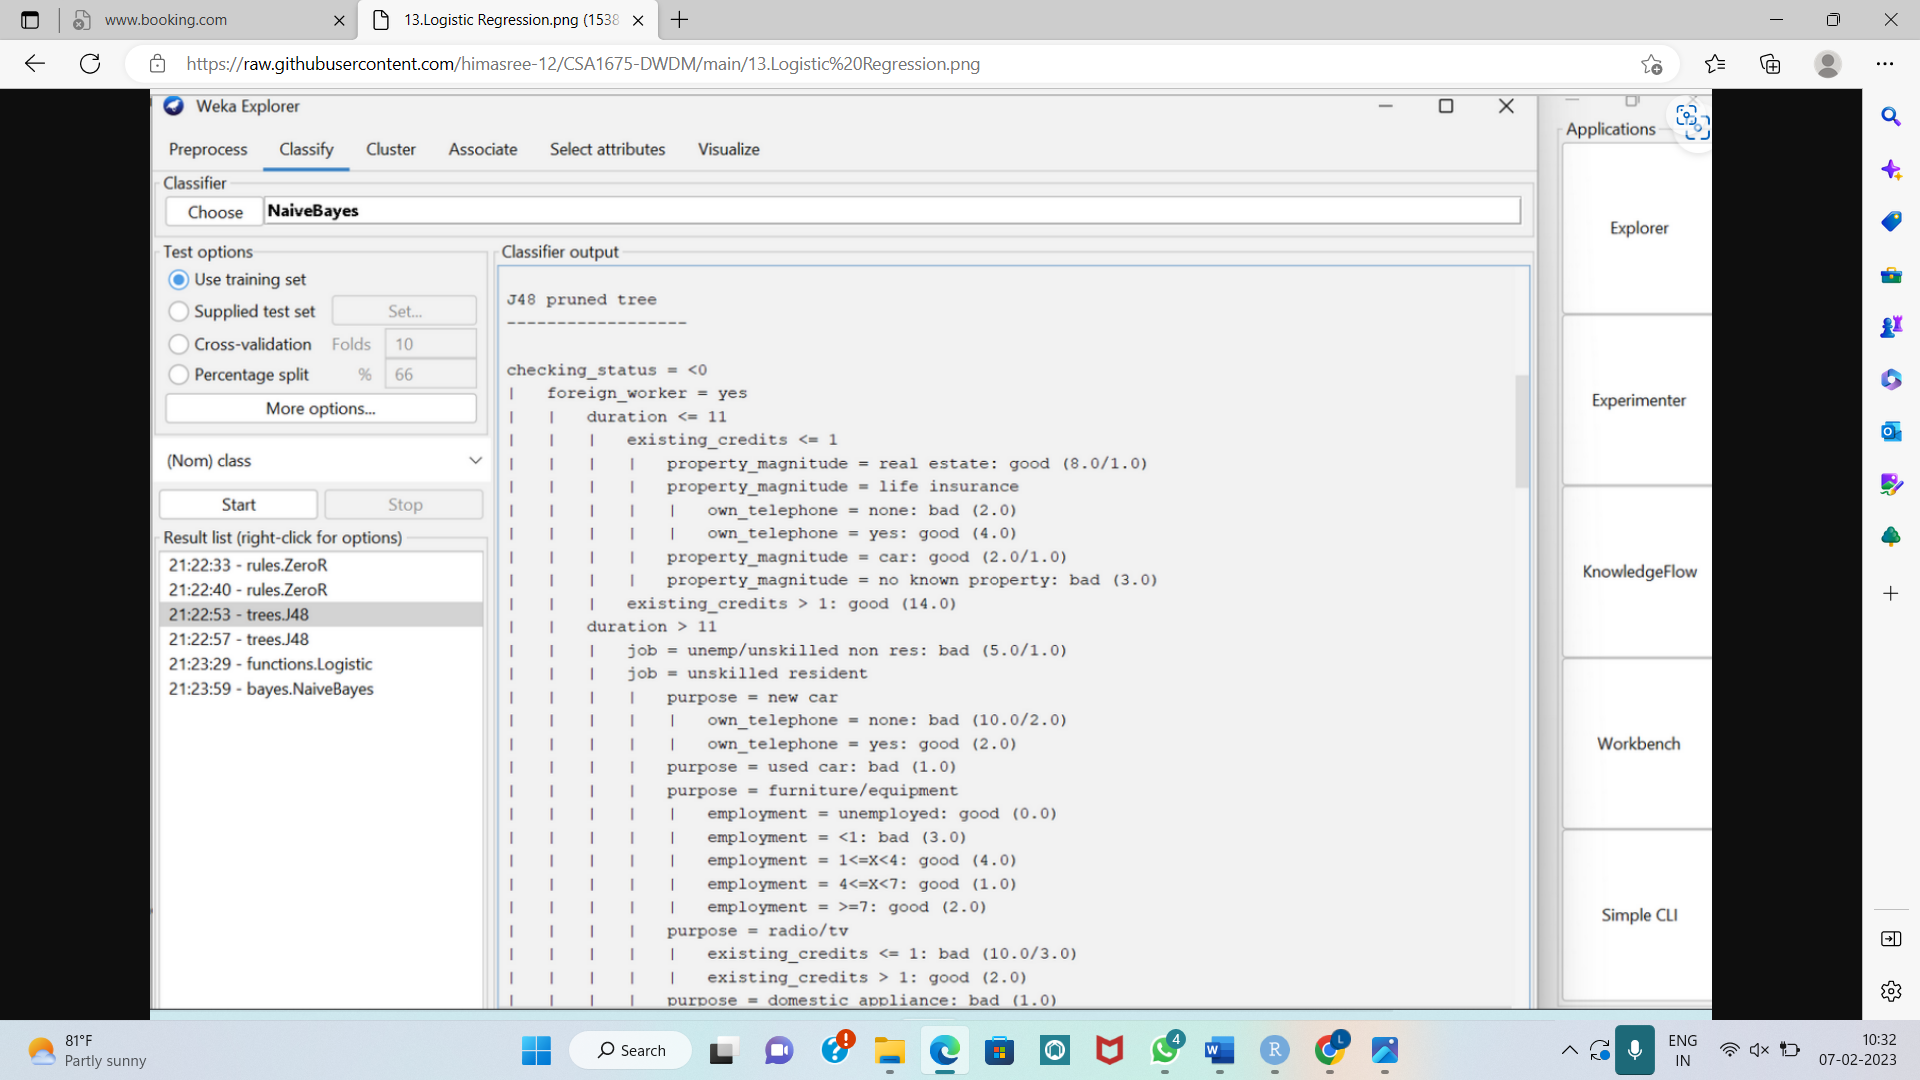 www.booking.com
13.Logistic Regression.png (1538
https://raw.githubusercontent.com/himasree-12/CSA1675-DWDM/main/13.Logistic%20Regression.png
Weka Explorer
Preprocess Classify Cluster Associate Select attributes Visualize
Classifier
Choose NaiveBayes
Test options
Use training set
Supplied test set Set...
Cross-validation Folds 10
Percentage split % 66
More options...
(Nom) class
Start Stop
Result list (right-click for options)
21:22:33 - rules.ZeroR
21:22:40 - rules.ZeroR
21:22:53 - trees.J48
21:22:57 - trees.J48
21:23:29 - functions.Logistic
21:23:59 - bayes.NaiveBayes
Classifier output
J48 pruned tree
------------------
checking_status = <0
|   foreign_worker = yes
|   |   duration <= 11
|   |   |   existing_credits <= 1
|   |   |   |   property_magnitude = real estate: good (8.0/1.0)
|   |   |   |   property_magnitude = life insurance
|   |   |   |   |   own_telephone = none: bad (2.0)
|   |   |   |   |   own_telephone = yes: good (4.0)
|   |   |   |   property_magnitude = car: good (2.0/1.0)
|   |   |   |   property_magnitude = no known property: bad (3.0)
|   |   |   existing_credits > 1: good (14.0)
|   |   duration > 11
|   |   |   job = unemp/unskilled non res: bad (5.0/1.0)
|   |   |   job = unskilled resident
|   |   |   |   purpose = new car
|   |   |   |   |   own_telephone = none: bad (10.0/2.0)
|   |   |   |   |   own_telephone = yes: good (2.0)
|   |   |   |   purpose = used car: bad (1.0)
|   |   |   |   purpose = furniture/equipment
|   |   |   |   |   employment = unemployed: good (0.0)
|   |   |   |   |   employment = <1: bad (3.0)
|   |   |   |   |   employment = 1<=X<4: good (4.0)
|   |   |   |   |   employment = 4<=X<7: good (1.0)
|   |   |   |   |   employment = >=7: good (2.0)
|   |   |   |   purpose = radio/tv
|   |   |   |   |   existing_credits <= 1: bad (10.0/3.0)
|   |   |   |   |   existing_credits > 1: good (2.0)
|   |   |   |   purpose = domestic appliance: bad (1.0)
Applications
Explorer
Experimenter
KnowledgeFlow
Workbench
Simple CLI
81°F
Partly sunny
Search
4
L
ENG
IN
10:32
07-02-2023